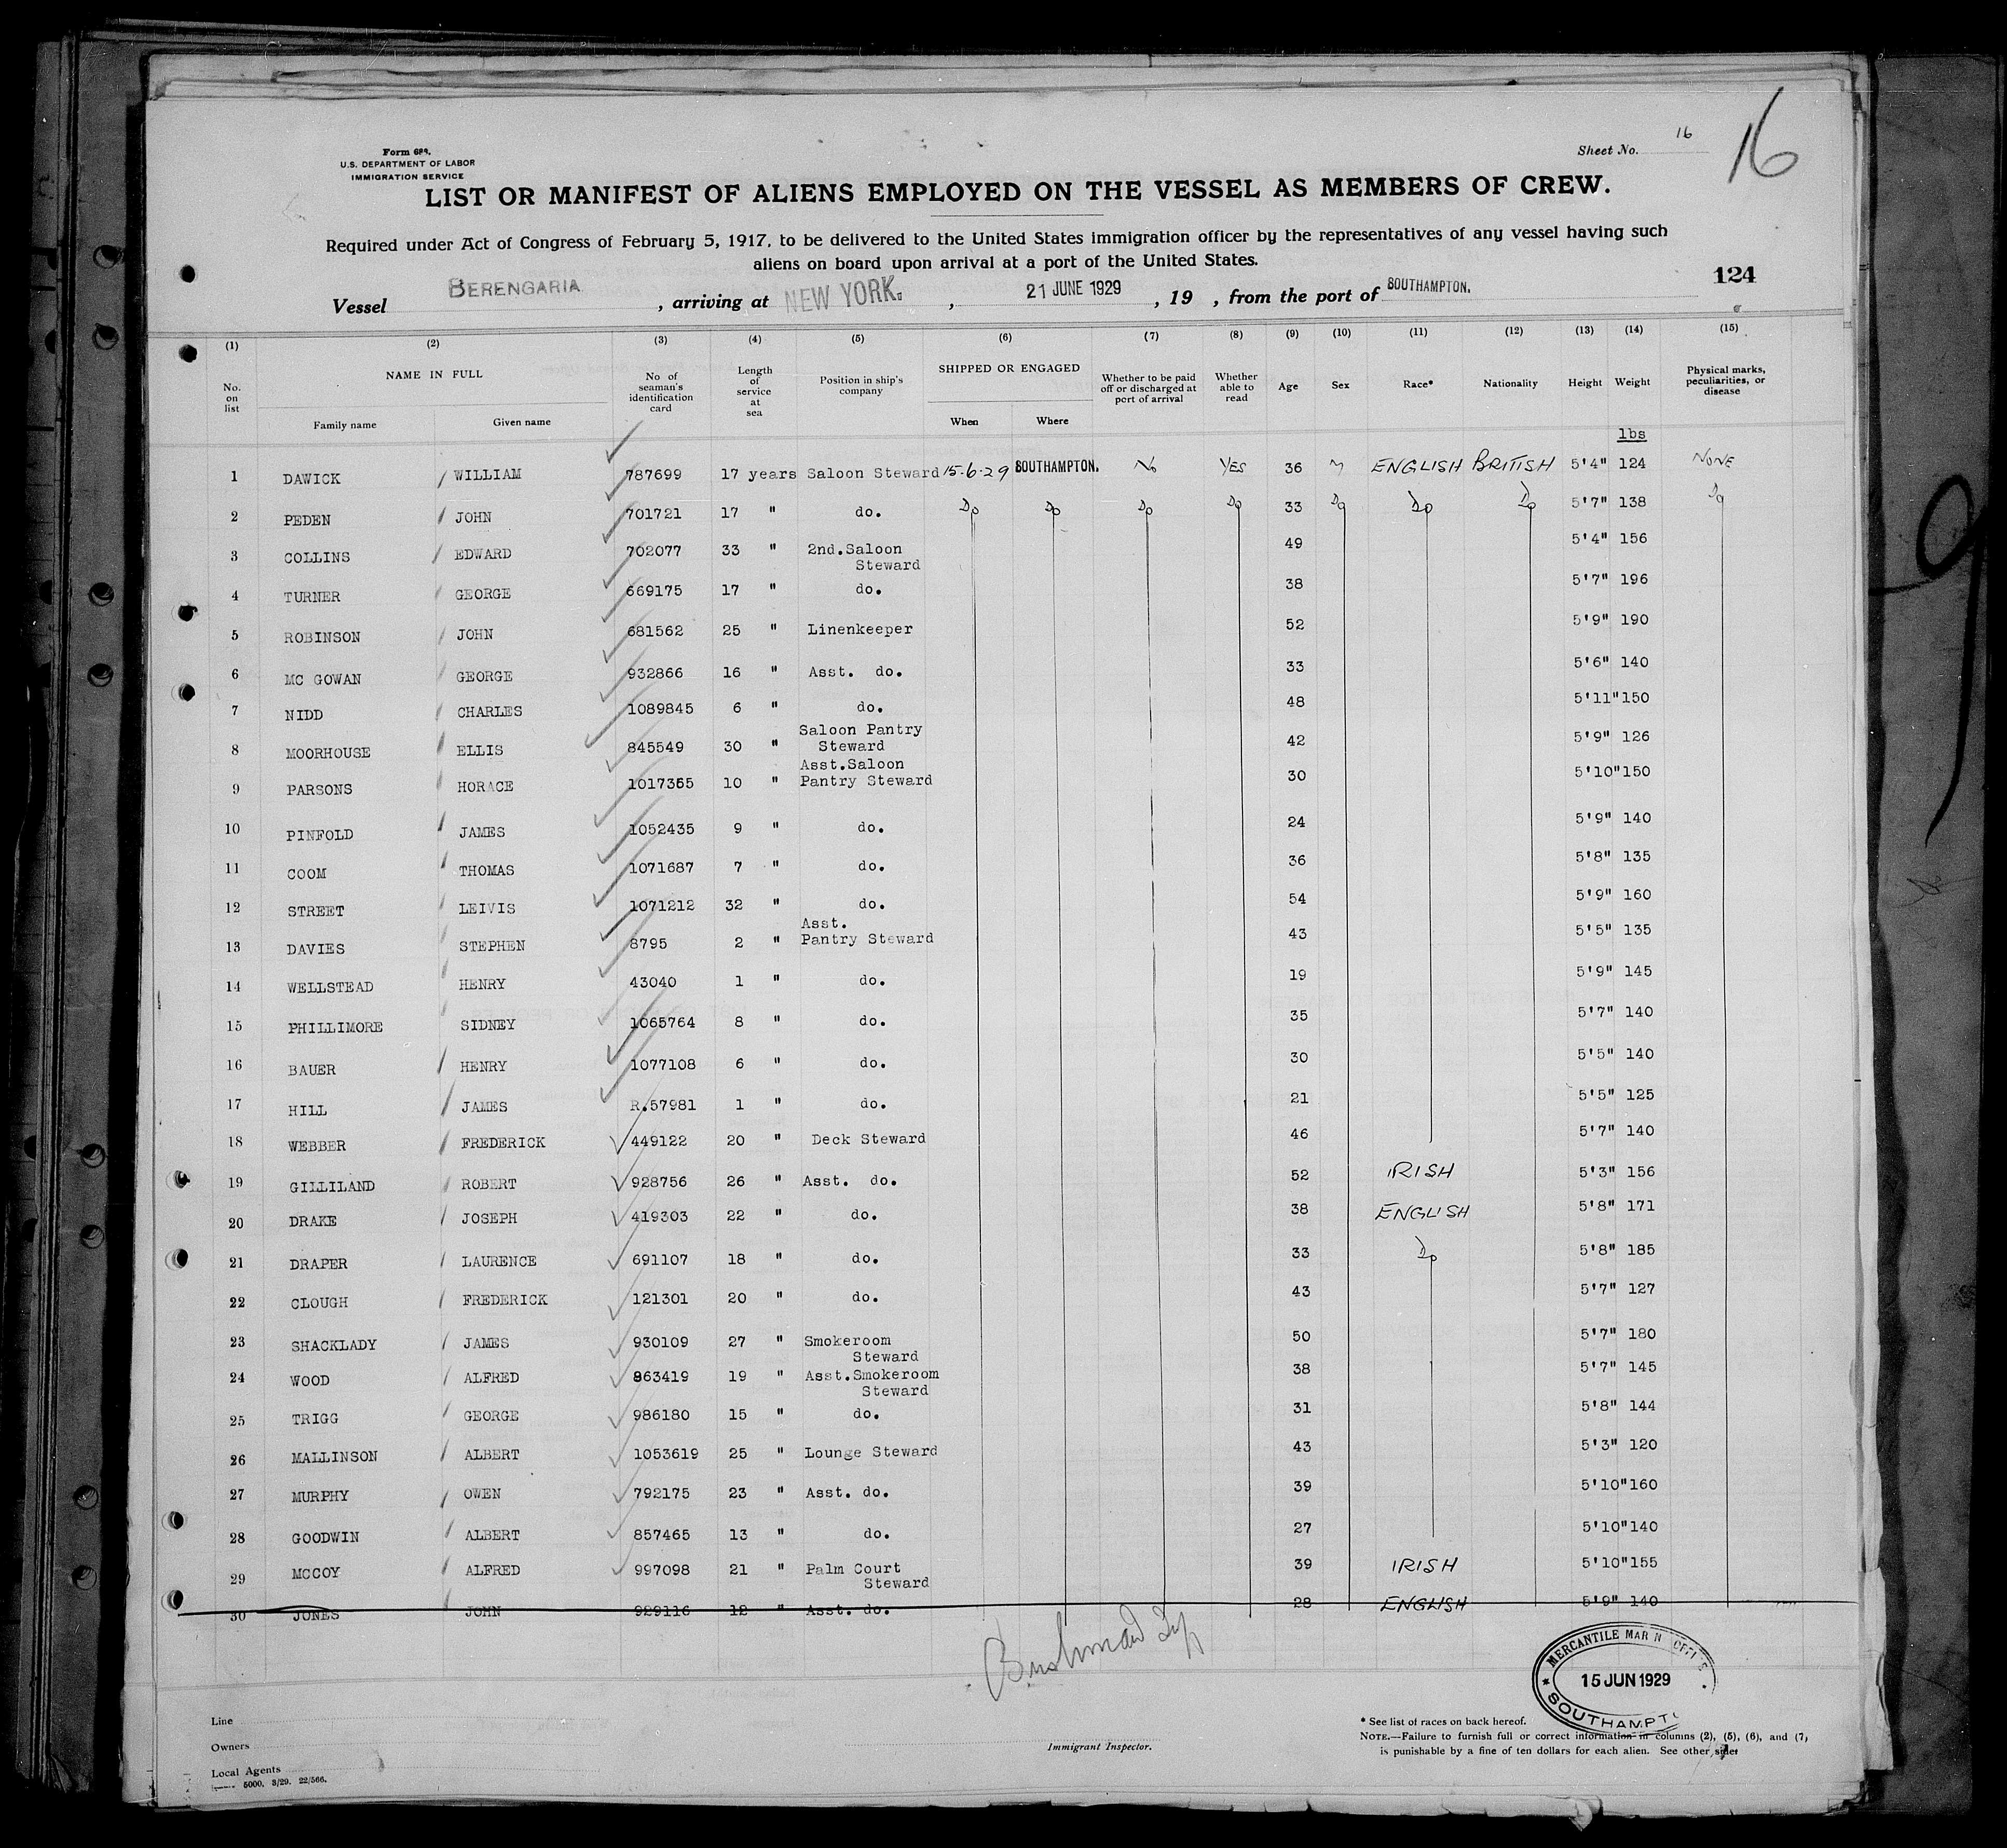 16
Sheet No. 16
Form 689.
U.S. DEPARTMENT OF LABOR
IMMIGRATION SERVICE
LIST OR MANIFEST OF ALIENS EMPLOYED ON THE VESSEL AS MEMBERS OF CREW.
Required under Act of Congress of February 5, 1917, to be delivered to the United States immigration officer by the representatives of any vessel having such
aliens on board upon arrival at a port of the United States.
124
Vessel BERENGARIA , arriving at NEW YORK. , 21 JUNE 1929 , 19 , from the port of SOUTHAMPTON.
(1) (2) (3) (4) (5) (6) (7) (8) (9) (10) (11) (12) (13) (14) (15)
No. on list NAME IN FULL Family name Given name No of seaman's identification card Length of service at sea Position in ship's company SHIPPED OR ENGAGED When Where Whether to be paid off or discharged at port of arrival Whether able to read Age Sex Race* Nationality Height Weight Physical marks, peculiarities, or disease
lbs
1 DAWICK WILLIAM 787699 17 years Saloon Steward 15-6-29 SOUTHAMPTON. No YES 36 M ENGLISH BRITISH 5'4" 124 NONE
2 PEDEN JOHN 701721 17 " do. Do Do Do Do 33 Do Do Do 5'7" 138 Do
3 COLLINS EDWARD 702077 33 " 2nd.Saloon Steward 49 5'4" 156
4 TURNER GEORGE 669175 17 " do. 38 5'7" 196
5 ROBINSON JOHN 681562 25 " Linenkeeper 52 5'9" 190
6 MC GOWAN GEORGE 932866 16 " Asst. do. 33 5'6" 140
7 NIDD CHARLES 1089845 6 " do. 48 5'11" 150
8 MOORHOUSE ELLIS 845549 30 " Saloon Pantry Steward 42 5'9" 126
9 PARSONS HORACE 1017365 10 " Asst.Saloon Pantry Steward 30 5'10" 150
10 PINFOLD JAMES 1052435 9 " do. 24 5'9" 140
11 COOM THOMAS 1071687 7 " do. 36 5'8" 135
12 STREET LEIVIS 1071212 32 " do. 54 5'9" 160
13 DAVIES STEPHEN 8795 2 " Asst. Pantry Steward 43 5'5" 135
14 WELLSTEAD HENRY 43040 1 " do. 19 5'9" 145
15 PHILLIMORE SIDNEY 1065764 8 " do. 35 5'7" 140
16 BAUER HENRY 1077108 6 " do. 30 5'5" 140
17 HILL JAMES R.57981 1 " do. 21 5'5" 125
18 WEBBER FREDERICK 449122 20 " Deck Steward 46 5'7" 140
19 GILLILAND ROBERT 928756 26 " Asst. do. 52 IRISH 5'3" 156
20 DRAKE JOSEPH 419303 22 " do. 38 ENGLISH 5'8" 171
21 DRAPER LAURENCE 691107 18 " do. 33 Do 5'8" 185
22 CLOUGH FREDERICK 121301 20 " do. 43 5'7" 127
23 SHACKLADY JAMES 930109 27 " Smokeroom Steward 50 5'7" 180
24 WOOD ALFRED 863419 19 " Asst.Smokeroom Steward 38 5'7" 145
25 TRIGG GEORGE 986180 15 " do. 31 5'8" 144
26 MALLINSON ALBERT 1053619 25 " Lounge Steward 43 5'3" 120
27 MURPHY OWEN 792175 23 " Asst. do. 39 5'10" 160
28 GOODWIN ALBERT 857465 13 " do. 27 5'10" 140
29 MCCOY ALFRED 997098 21 " Palm Court Steward 39 IRISH 5'10" 155
30 JONES JOHN 929116 12 " Asst. do. 28 ENGLISH 5'9" 140
MERCANTILE MARINE OFFICE
15 JUN 1929
SOUTHAMPTO
Line
Owners
Local Agents
5000. 3/29. 22/566.
Immigrant Inspector.
* See list of races on back hereof.
NOTE.—Failure to furnish full or correct information in columns (2), (5), (6), and (7,
is punishable by a fine of ten dollars for each alien. See other side